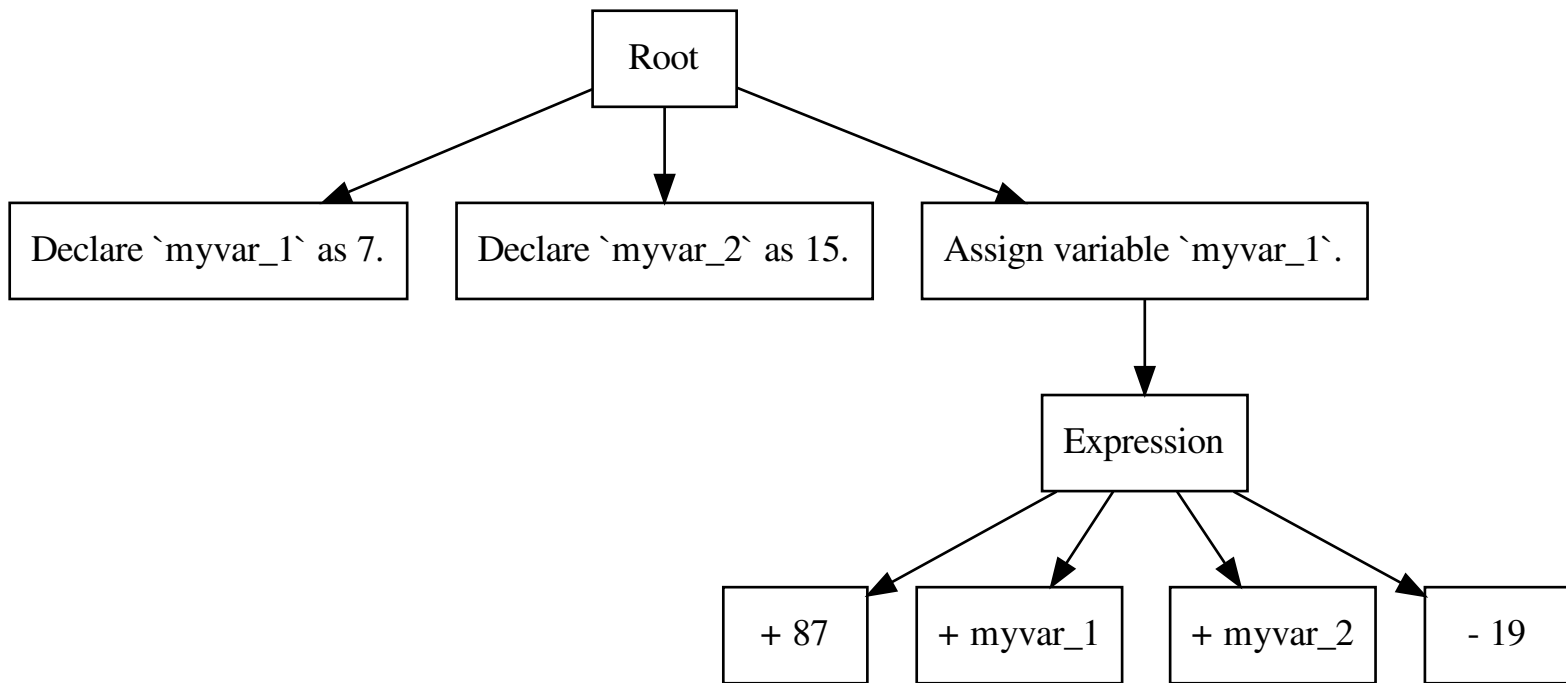 Root
Declare `myvar_1` as 7.
Declare `myvar_2` as 15.
Assign variable `myvar_1`.
Expression
+ 87
+ myvar_1
+ myvar_2
- 19